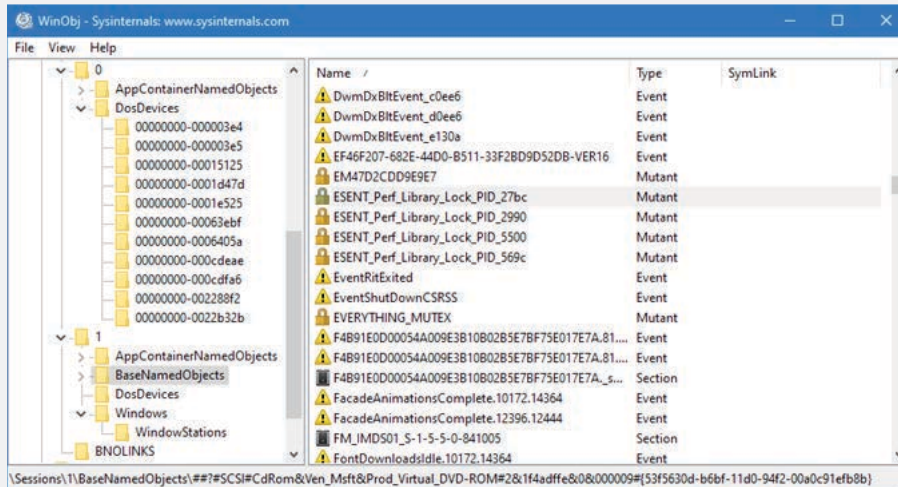 WinObj - Sysinternals: www.sysinternals.com
File View Help
0
AppContainerNamedObjects
DosDevices
00000000-000003e4
00000000-000003e5
00000000-00015125
00000000-0001d47d
00000000-0001e525
00000000-00063ebf
00000000-0006405a
00000000-000cdeae
00000000-000cdfa6
00000000-002288f2
00000000-0022b32b
1
AppContainerNamedObjects
BaseNamedObjects
DosDevices
Windows
WindowStations
BNOLINKS
Name / Type SymLink
DwmDxBltEvent_c0ee6 Event
DwmDxBltEvent_d0ee6 Event
DwmDxBltEvent_e130a Event
EF46F207-682E-44D0-B511-33F2BD9D52DB-VER16 Event
EM47D2CDD9E9E7 Mutant
ESENT_Perf_Library_Lock_PID_27bc Mutant
ESENT_Perf_Library_Lock_PID_2990 Mutant
ESENT_Perf_Library_Lock_PID_5500 Mutant
ESENT_Perf_Library_Lock_PID_569c Mutant
EventRitExited Event
EventShutDownCSRSS Event
EVERYTHING_MUTEX Mutant
F4B91E0D00054A009E3B10B02B5E7BF75E017E7A.81.... Event
F4B91E0D00054A009E3B10B02B5E7BF75E017E7A.81.... Event
F4B91E0D00054A009E3B10B02B5E7BF75E017E7A._s... Section
FacadeAnimationsComplete.10172.14364 Event
FacadeAnimationsComplete.12396.12444 Event
FM_IMDS01_S-1-5-5-0-841005 Section
FontDownloadsIdle.10172.14364 Event
\Sessions\1\BaseNamedObjects\##?#SCSI#CdRom&Ven_Msft&Prod_Virtual_DVD-ROM#2&1f4adffe&0&000009#{53f5630d-b6bf-11d0-94f2-00a0c91efb8b}